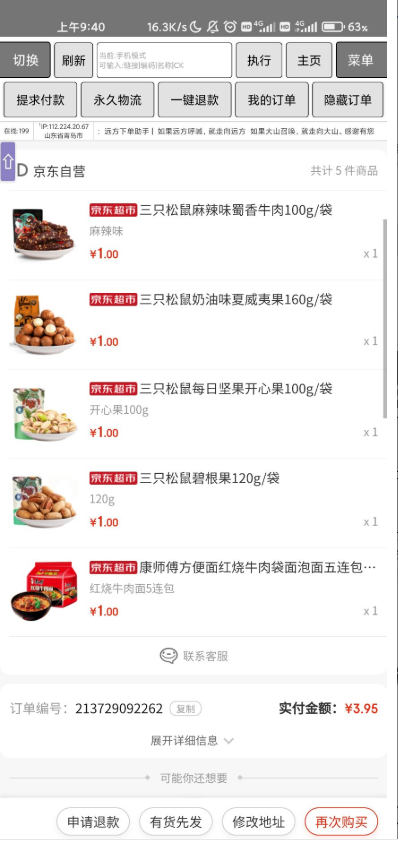 上午9:40 16.3K/s HD 4G HD 4G 63%
切换 刷新 当前:手机模式 执行 主页 菜单
可输入:链接|编码|名称|CK
提求付款 永久物流 一键退款 我的订单 隐藏订单
在线:199 IP:112.224.20.67 : 远方下单助手| 如果远方呼喊, 就走向远方 如果大山召唤, 就走向大山, 感谢有您
山东省青岛市
D 京东自营 共计 5 件商品
京东超市 三只松鼠麻辣味蜀香牛肉100g/袋
麻辣味
¥1.00 x 1
京东超市 三只松鼠奶油味夏威夷果160g/袋
¥1.00 x 1
京东超市 三只松鼠每日坚果开心果100g/袋
开心果100g
¥1.00 x 1
京东超市 三只松鼠碧根果120g/袋
120g
¥1.00 x 1
京东超市 康师傅方便面红烧牛肉袋面泡面五连包…
红烧牛肉面5连包
¥1.00 x 1
联系客服
订单编号: 213729092262 复制 实付金额: ¥3.95
展开详细信息
可能你还想要
申请退款 有货先发 修改地址 再次购买